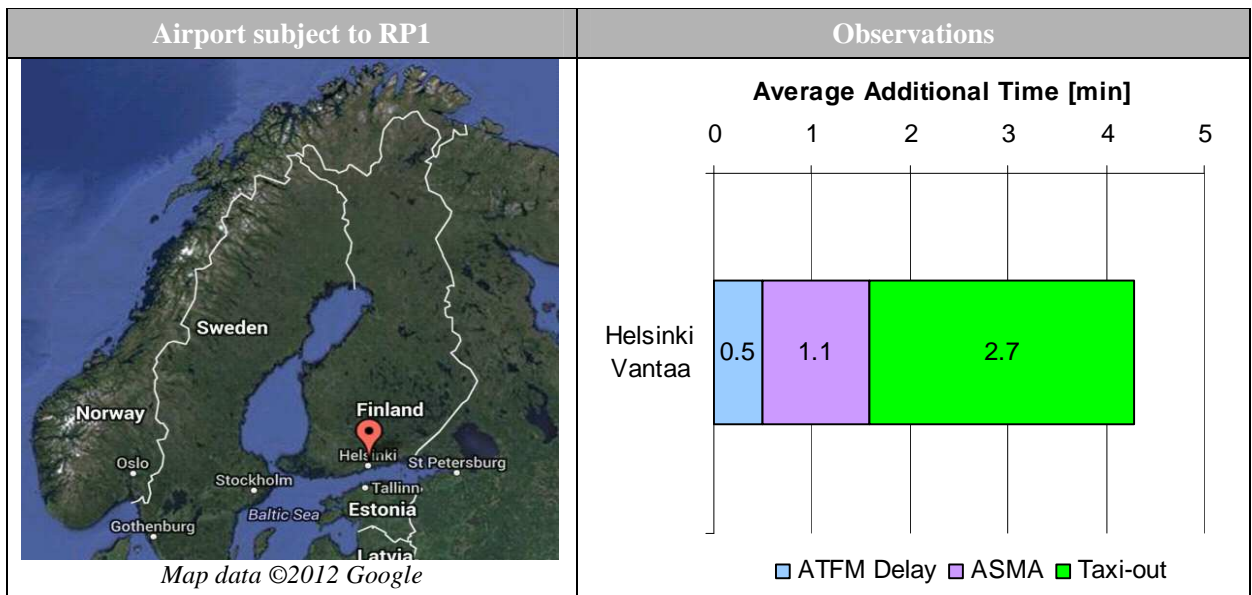 Airport subject to RP1
Observations
Sweden
Norway
Finland
Oslo
Helsinki
St Petersburg
Stockholm
Tallinn
Baltic Sea
Estonia
Gothenburg
Latvia
Map data ©2012 Google
Average Additional Time [min]
0 1 2 3 4 5
Helsinki
Vantaa
0.5 1.1 2.7
ATFM Delay ASMA Taxi-out